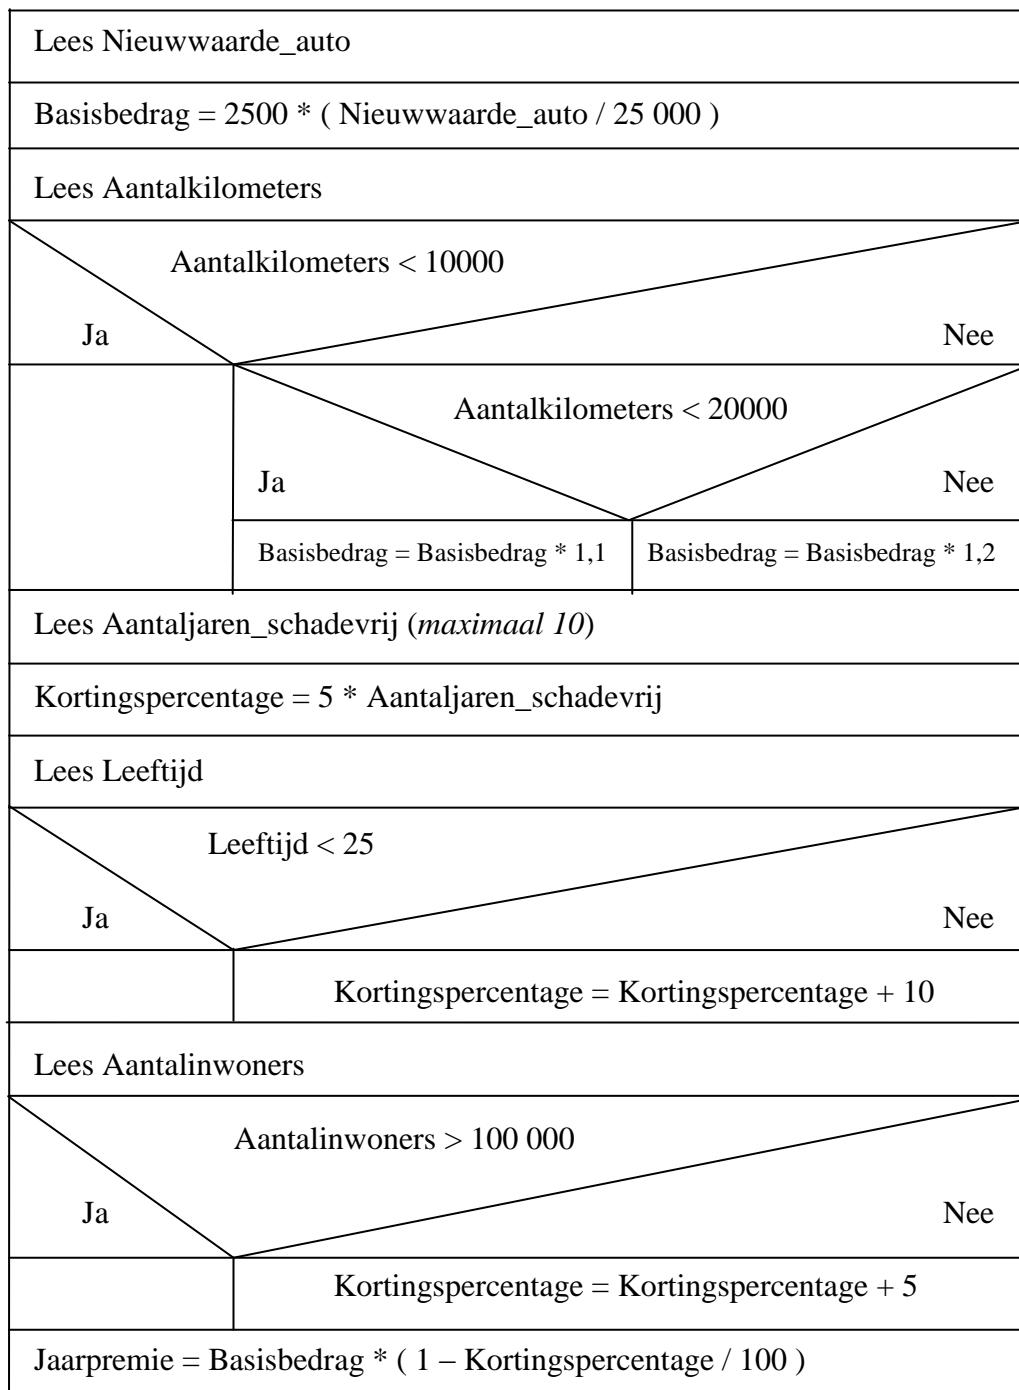 Lees Nieuwwaarde_auto
Basisbedrag = 2500 * ( Nieuwwaarde_auto / 25 000 )
Lees Aantalkilometers
Aantalkilometers < 10000
Ja
Nee
Aantalkilometers < 20000
Ja
Nee
Basisbedrag = Basisbedrag * 1,1
Basisbedrag = Basisbedrag * 1,2
Lees Aantaljaren_schadevrij (maximaal 10)
Kortingspercentage = 5 * Aantaljaren_schadevrij
Lees Leeftijd
Leeftijd < 25
Ja
Nee
Kortingspercentage = Kortingspercentage + 10
Lees Aantalinwoners
Aantalinwoners > 100 000
Ja
Nee
Kortingspercentage = Kortingspercentage + 5
Jaarpremie = Basisbedrag * ( 1 – Kortingspercentage / 100 )